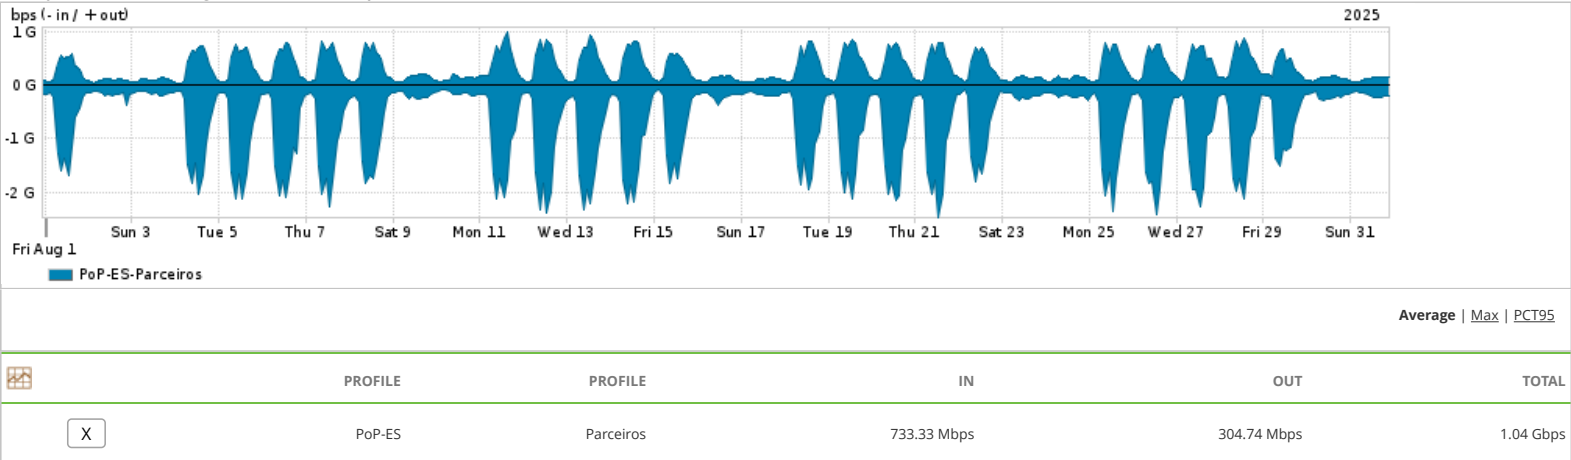 bps (- in / + out) 2025
1 G
0 G
-1 G
-2 G
Sun 3 Tue 5 Thu 7 Sat 9 Mon 11 Wed 13 Fri 15 Sun 17 Tue 19 Thu 21 Sat 23 Mon 25 Wed 27 Fri 29 Sun 31
Fri Aug 1
PoP-ES-Parceiros
Average | Max | PCT95
PROFILE PROFILE IN OUT TOTAL
X PoP-ES Parceiros 733.33 Mbps 304.74 Mbps 1.04 Gbps